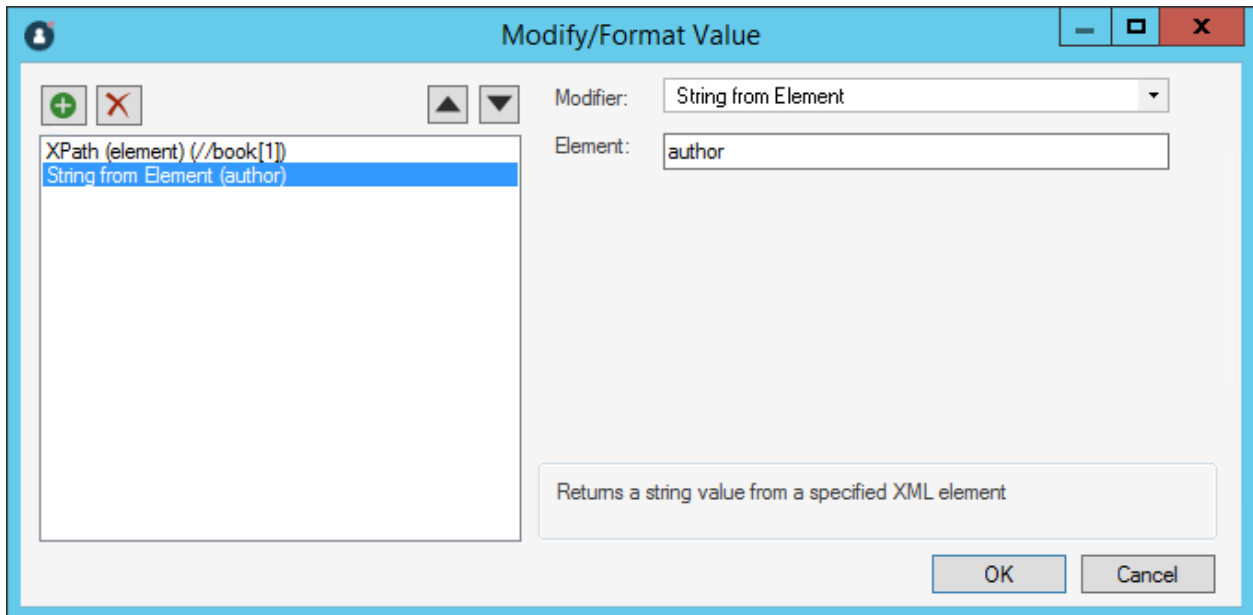 Modify/Format Value
Modifier: String from Element
Element: author
XPath (element) (//book[1])
String from Element (author)
Returns a string value from a specified XML element
OK Cancel